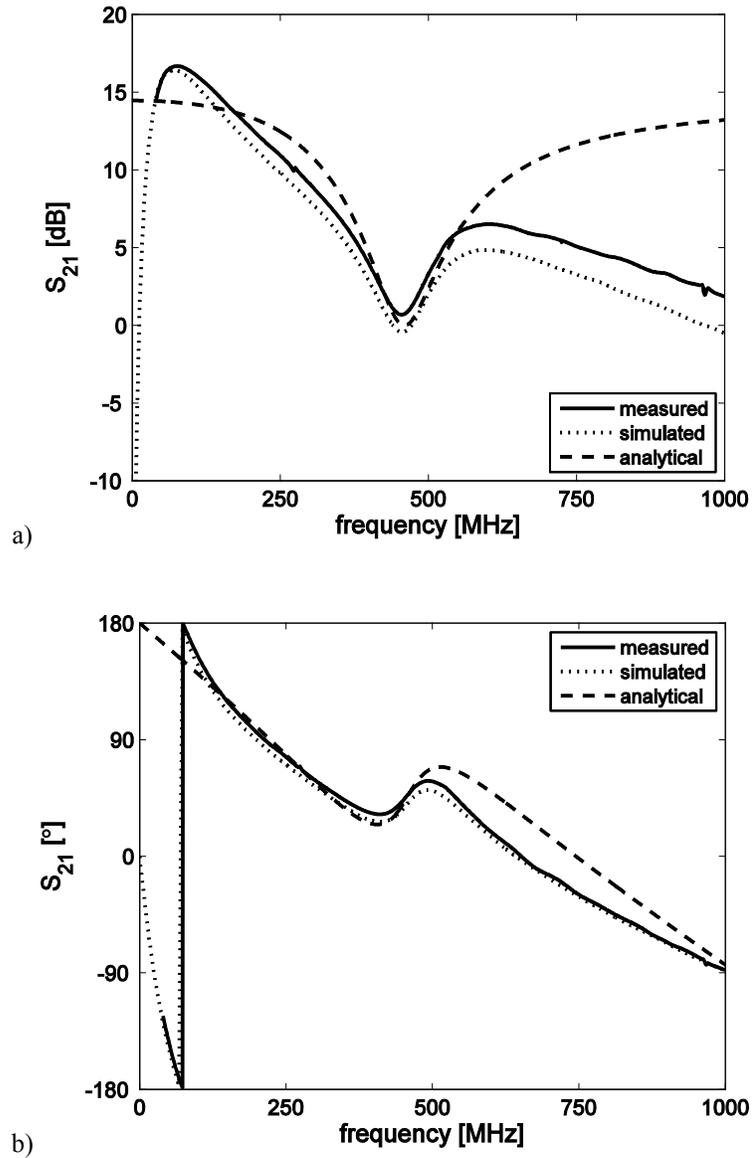 20
15
10
5
0
-5
-10
S21 [dB]
measured
simulated
analytical
0 250 500 750 1000
frequency [MHz]
a)
180
90
0
-90
-180
S21 [°]
measured
simulated
analytical
0 250 500 750 1000
frequency [MHz]
b)